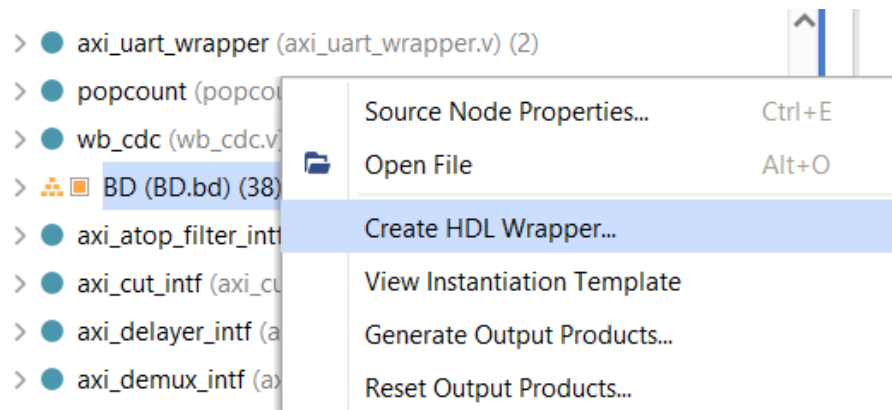 axi_uart_wrapper (axi_uart_wrapper.v) (2)
popcount (popcou
wb_cdc (wb_cdc.v)
BD (BD.bd) (38)
axi_atop_filter_intf
axi_cut_intf (axi_cu
axi_delayer_intf (a
axi_demux_intf (ax
Source Node Properties... Ctrl+E
Open File Alt+O
Create HDL Wrapper...
View Instantiation Template
Generate Output Products...
Reset Output Products...